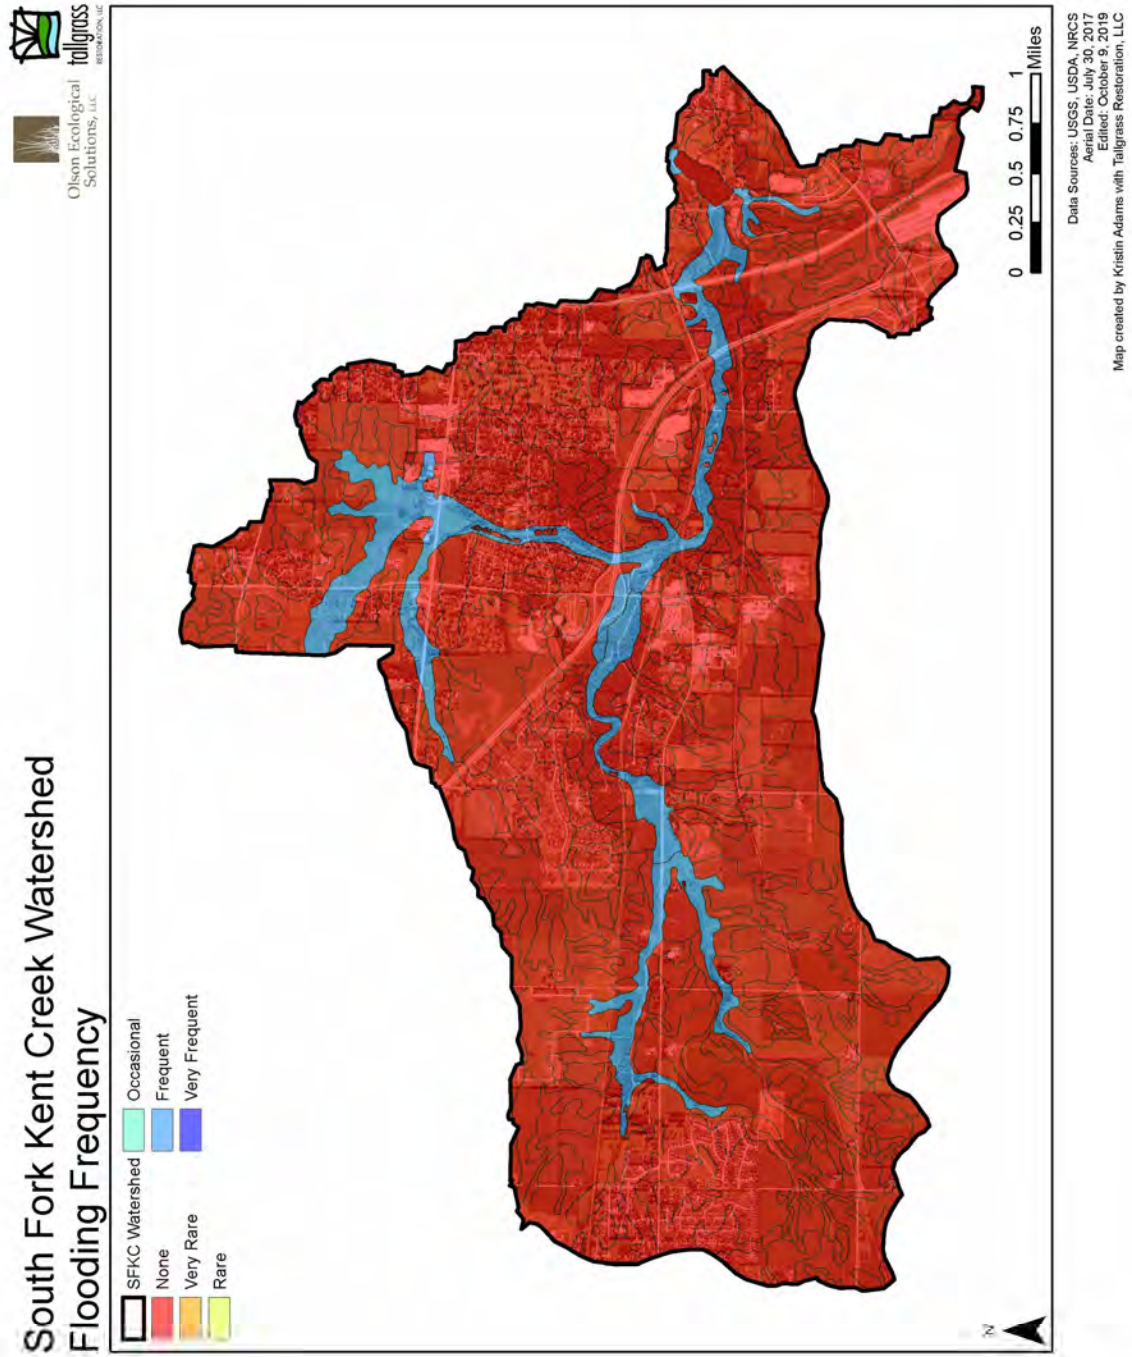 South Fork Kent Creek Watershed
Flooding Frequency
Olson Ecological
Solutions, LLC
tallgrass
RESTORATION, LLC
SFKC Watershed
None
Very Rare
Rare
Occasional
Frequent
Very Frequent
N
0 0.25 0.5 0.75 1
Miles
Data Sources: USGS, USDA, NRCS
Aerial Date: July 30, 2017
Edited: October 9, 2019
Map created by Kristin Adams with Tallgrass Restoration, LLC